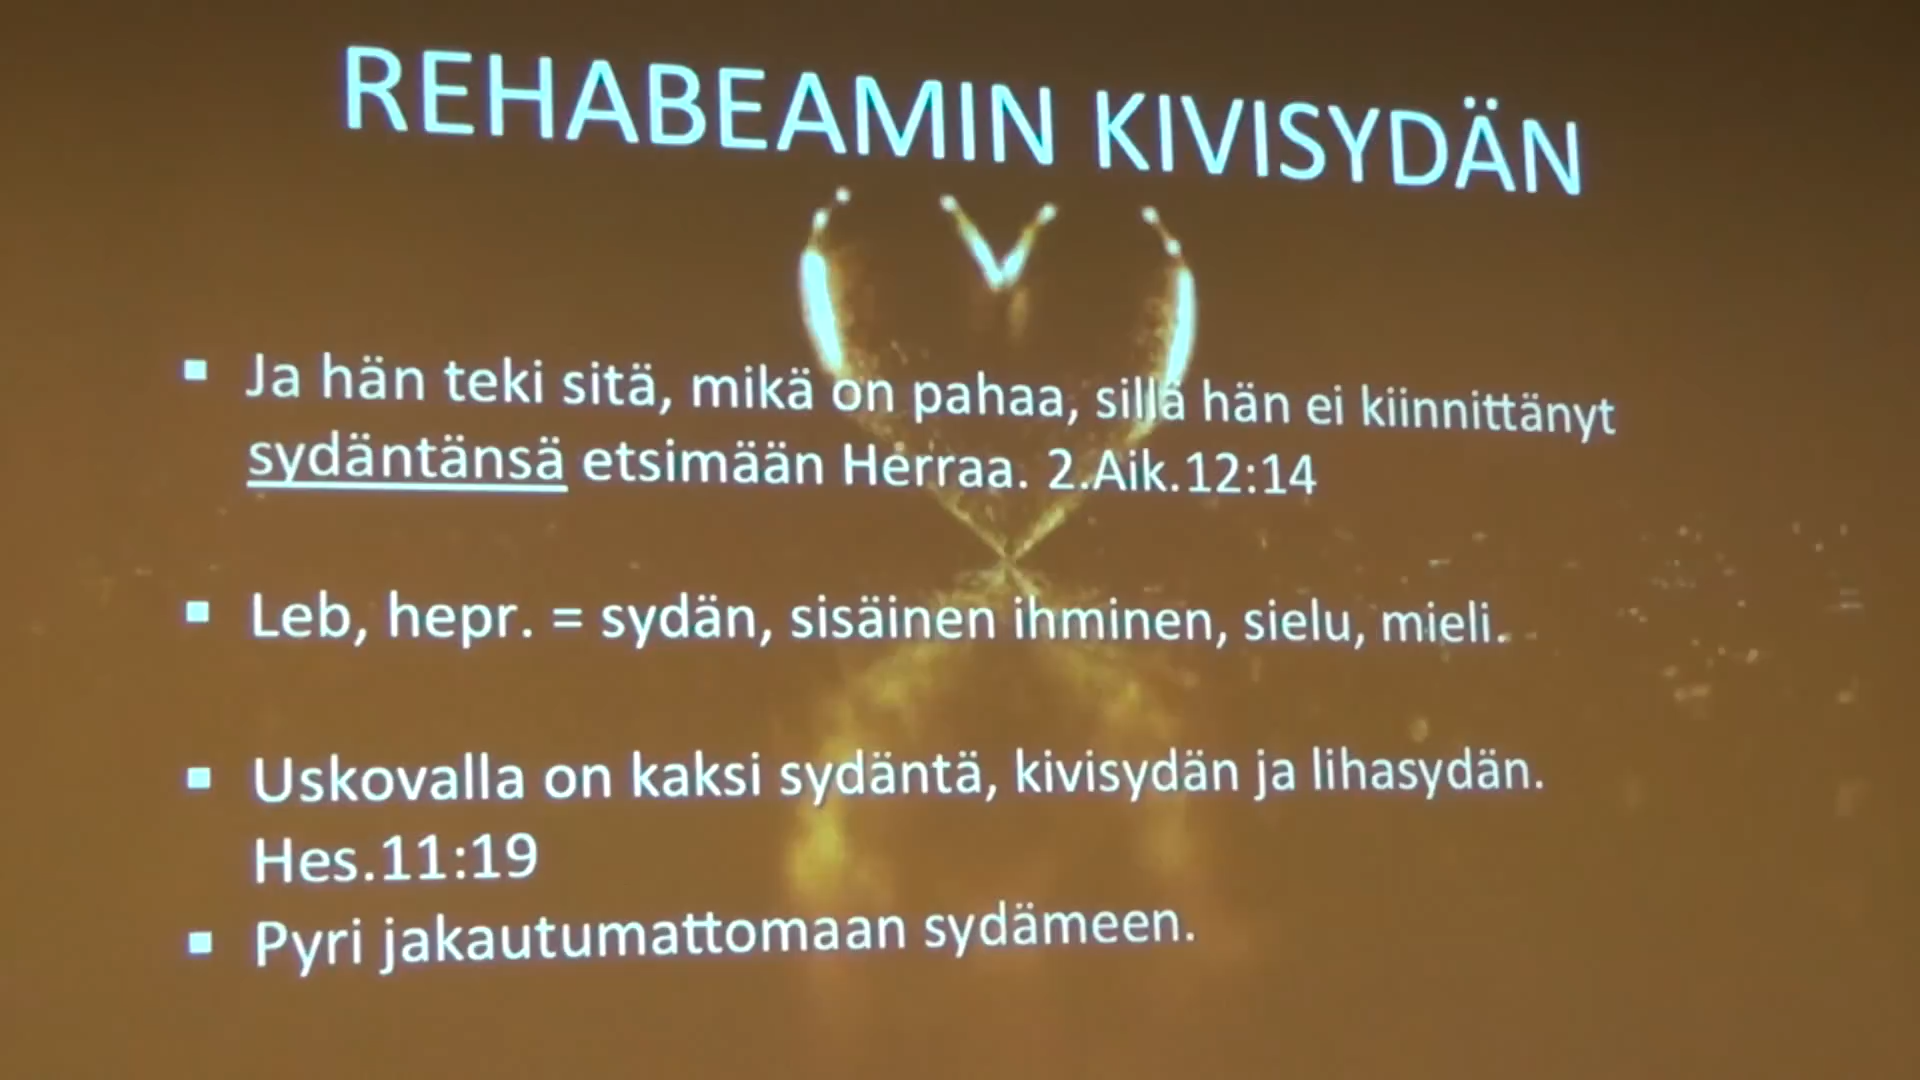 REHABEAMIN KIVISYDÄN
▪ Ja hän teki sitä, mikä on pahaa, sillä hän ei kiinnittänyt
sydäntänsä etsimään Herraa. 2.Aik.12:14
▪ Leb, hepr. = sydän, sisäinen ihminen, sielu, mieli.
▪ Uskovalla on kaksi sydäntä, kivisydän ja lihasydän.
Hes.11:19
▪ Pyri jakautumattomaan sydämeen.